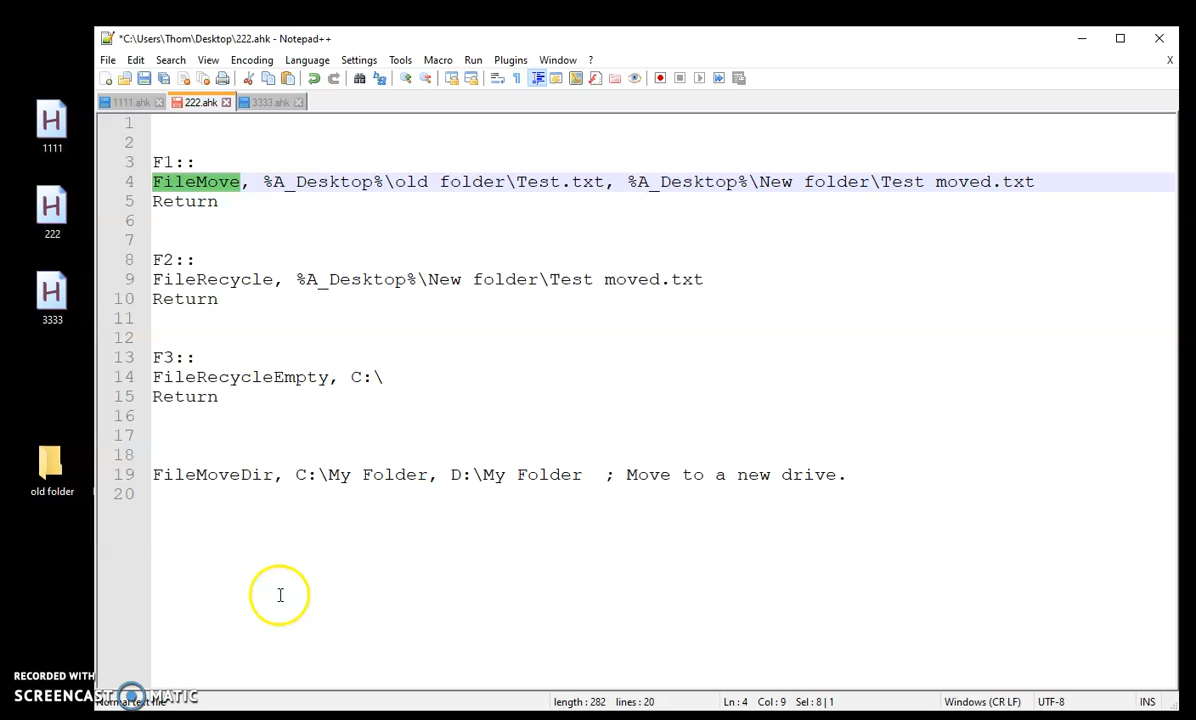 *C:\Users\Thom\Desktop\222.ahk - Notepad++
File Edit Search View Encoding Language Settings Tools Macro Run Plugins Window ? X
1111.ahk 222.ahk 3333.ahk
1
2
3 F1::
4 FileMove, %A_Desktop%\old folder\Test.txt, %A_Desktop%\New folder\Test moved.txt
5 Return
6
7
8 F2::
9 FileRecycle, %A_Desktop%\New folder\Test moved.txt
10 Return
11
12
13 F3::
14 FileRecycleEmpty, C:\
15 Return
16
17
18
19 FileMoveDir, C:\My Folder, D:\My Folder ; Move to a new drive.
20
H
1111
H
222
H
3333
old folder
RECORDED WITH
SCREENCAST MATIC
Normal text file length : 282 lines : 20 Ln : 4 Col : 9 Sel : 8 | 1 Windows (CR LF) UTF-8 INS